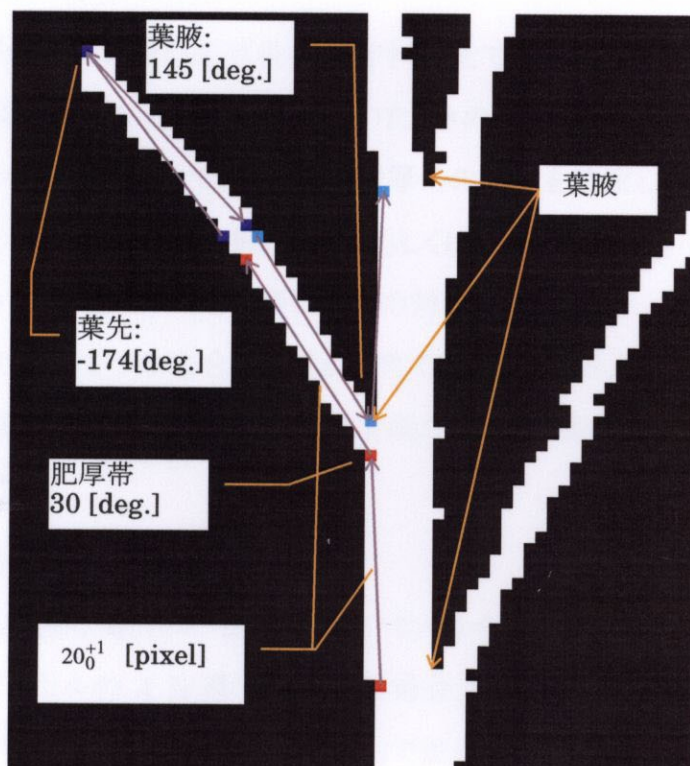 葉腋:
145 [deg.]
葉腋
葉先:
-174[deg.]
肥厚帯
30 [deg.]
20₀⁺¹ [pixel]